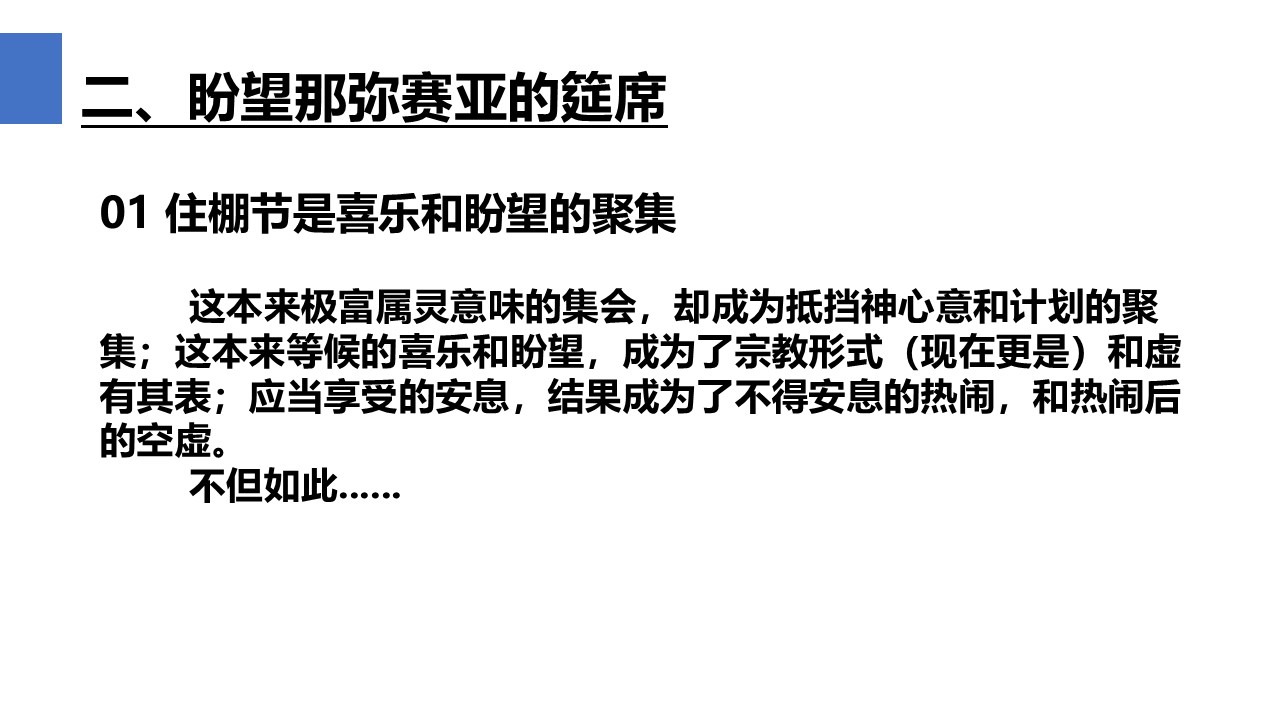 二、盼望那弥赛亚的筵席
01 住棚节是喜乐和盼望的聚集
这本来极富属灵意味的集会，却成为抵挡神心意和计划的聚
集；这本来等候的喜乐和盼望，成为了宗教形式（现在更是）和虚
有其表；应当享受的安息，结果成为了不得安息的热闹，和热闹后
的空虚。
不但如此......